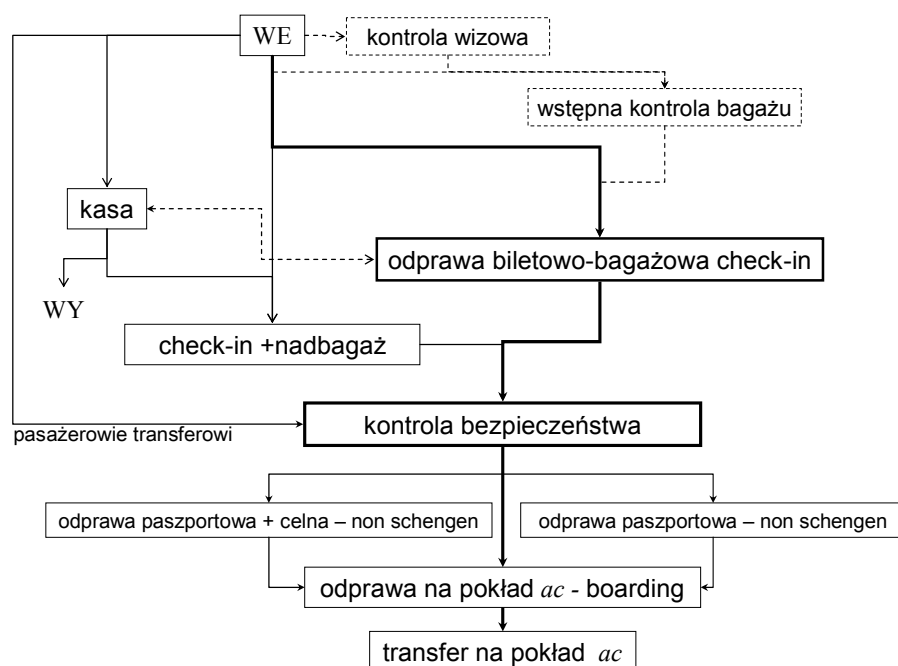 WE
kontrola wizowa
wstępna kontrola bagażu
kasa
odprawa biletowo-bagażowa check-in
WY
check-in +nadbagaż
kontrola bezpieczeństwa
pasażerowie transferowi
odprawa paszportowa + celna – non schengen
odprawa paszportowa – non schengen
odprawa na pokład ac - boarding
transfer na pokład ac